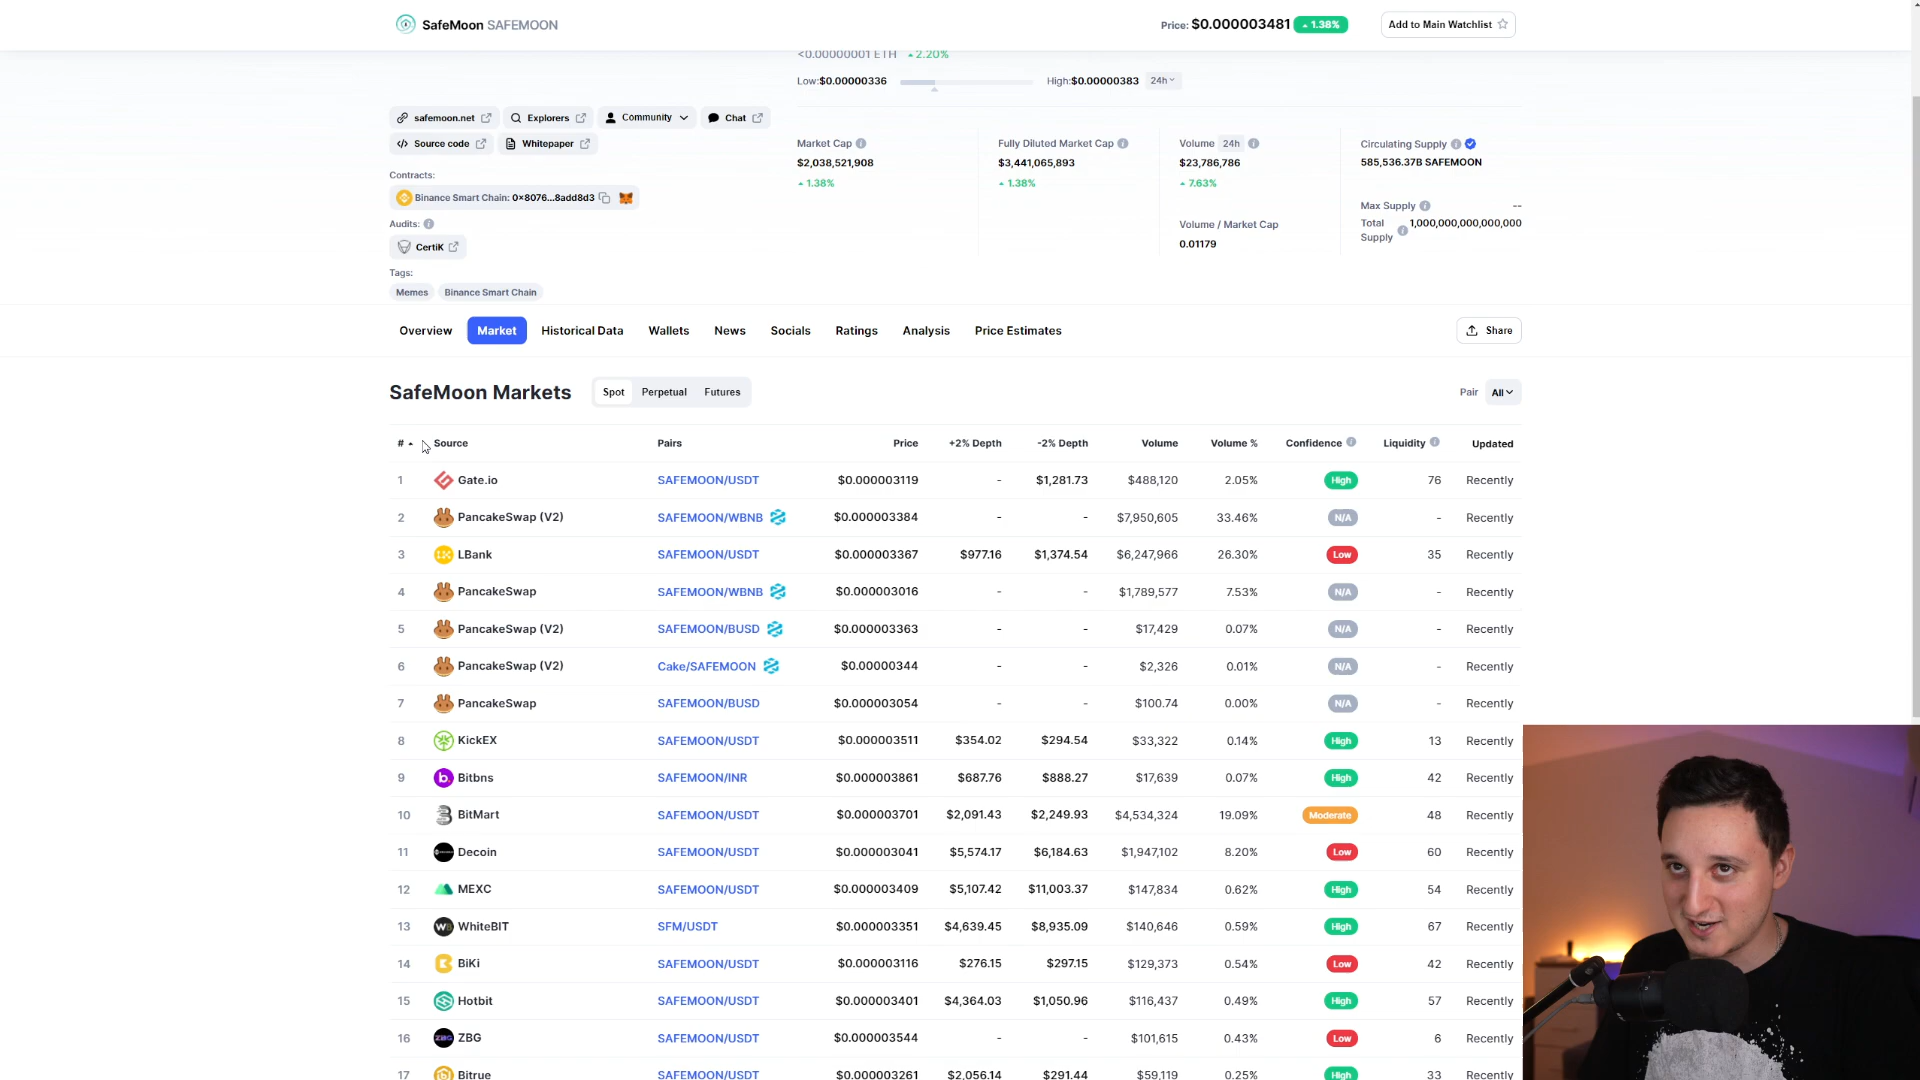 SafeMoon SAFEMOON
Price: $0.000003481 1.38%
Add to Main Watchlist
<0.00000001 ETH 2.20%
Low:$0.00000336 High:$0.00000383 24h
safemoon.net Explorers Community Chat
Source code Whitepaper
Contracts:
Binance Smart Chain: 0×8076...8add8d3
Audits:
CertiK
Tags:
Memes Binance Smart Chain
Market Cap
$2,038,521,908
1.38%
Fully Diluted Market Cap
$3,441,065,893
1.38%
Volume 24h
$23,786,786
7.63%
Volume / Market Cap
0.01179
Circulating Supply
585,536.37B SAFEMOON
Max Supply --
Total Supply 1,000,000,000,000,000
Overview Market Historical Data Wallets News Socials Ratings Analysis Price Estimates Share
SafeMoon Markets Spot Perpetual Futures Pair All
# Source Pairs Price +2% Depth -2% Depth Volume Volume % Confidence Liquidity Updated
1 Gate.io SAFEMOON/USDT $0.000003119 - $1,281.73 $488,120 2.05% High 76 Recently
2 PancakeSwap (V2) SAFEMOON/WBNB $0.000003384 - - $7,950,605 33.46% N/A - Recently
3 LBank SAFEMOON/USDT $0.000003367 $977.16 $1,374.54 $6,247,966 26.30% Low 35 Recently
4 PancakeSwap SAFEMOON/WBNB $0.000003016 - - $1,789,577 7.53% N/A - Recently
5 PancakeSwap (V2) SAFEMOON/BUSD $0.000003363 - - $17,429 0.07% N/A - Recently
6 PancakeSwap (V2) Cake/SAFEMOON $0.00000344 - - $2,326 0.01% N/A - Recently
7 PancakeSwap SAFEMOON/BUSD $0.000003054 - - $100.74 0.00% N/A - Recently
8 KickEX SAFEMOON/USDT $0.000003511 $354.02 $294.54 $33,322 0.14% High 13 Recently
9 Bitbns SAFEMOON/INR $0.000003861 $687.76 $888.27 $17,639 0.07% High 42 Recently
10 BitMart SAFEMOON/USDT $0.000003701 $2,091.43 $2,249.93 $4,534,324 19.09% Moderate 48 Recently
11 Decoin SAFEMOON/USDT $0.000003041 $5,574.17 $6,184.63 $1,947,102 8.20% Low 60 Recently
12 MEXC SAFEMOON/USDT $0.000003409 $5,107.42 $11,003.37 $147,834 0.62% High 54 Recently
13 WhiteBIT SFM/USDT $0.000003351 $4,639.45 $8,935.09 $140,646 0.59% High 67 Recently
14 BiKi SAFEMOON/USDT $0.000003116 $276.15 $297.15 $129,373 0.54% Low 42 Recently
15 Hotbit SAFEMOON/USDT $0.000003401 $4,364.03 $1,050.96 $116,437 0.49% High 57 Recently
16 ZBG SAFEMOON/USDT $0.000003544 - - $101,615 0.43% Low 6 Recently
17 Bitrue SAFEMOON/USDT $0.000003261 $2,056.14 $291.44 $59,119 0.25% High 33 Recently